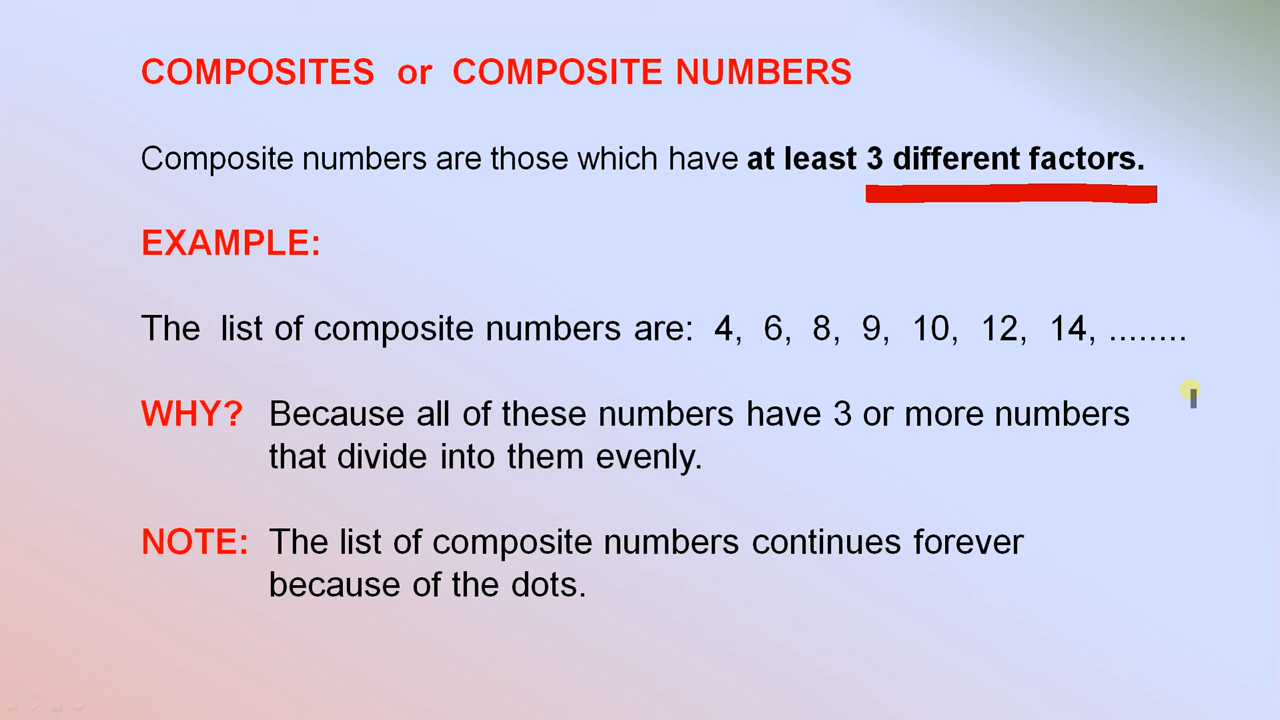 COMPOSITES or COMPOSITE NUMBERS
Composite numbers are those which have at least 3 different factors.
EXAMPLE:
The list of composite numbers are: 4, 6, 8, 9, 10, 12, 14, ........
WHY? Because all of these numbers have 3 or more numbers
that divide into them evenly.
NOTE: The list of composite numbers continues forever
because of the dots.